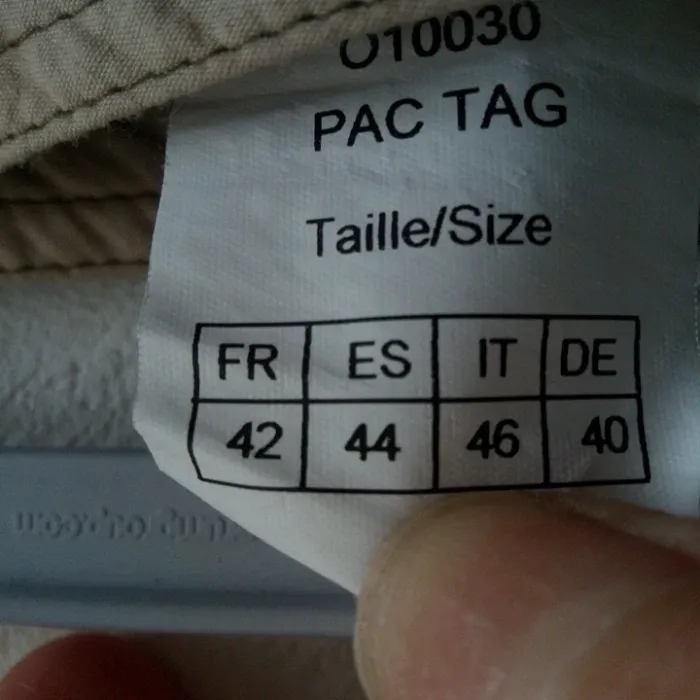 010030
PAC TAG
Taille/Size
FR ES IT DE
42 44 46 40